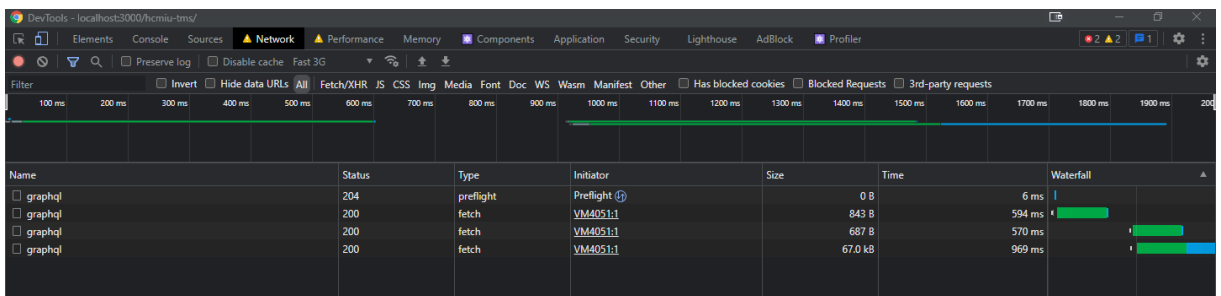 DevTools - localhost:3000/hcmiu-tms/
Elements Console Sources Network Performance Memory Components Application Security Lighthouse AdBlock Profiler 2 2 1
Preserve log Disable cache Fast 3G
Filter Invert Hide data URLs All Fetch/XHR JS CSS Img Media Font Doc WS Wasm Manifest Other Has blocked cookies Blocked Requests 3rd-party requests
100 ms 200 ms 300 ms 400 ms 500 ms 600 ms 700 ms 800 ms 900 ms 1000 ms 1100 ms 1200 ms 1300 ms 1400 ms 1500 ms 1600 ms 1700 ms 1800 ms 1900 ms 200
Name Status Type Initiator Size Time Waterfall
graphql 204 preflight Preflight 0 B 6 ms
graphql 200 fetch VM4051:1 843 B 594 ms
graphql 200 fetch VM4051:1 687 B 570 ms
graphql 200 fetch VM4051:1 67.0 kB 969 ms